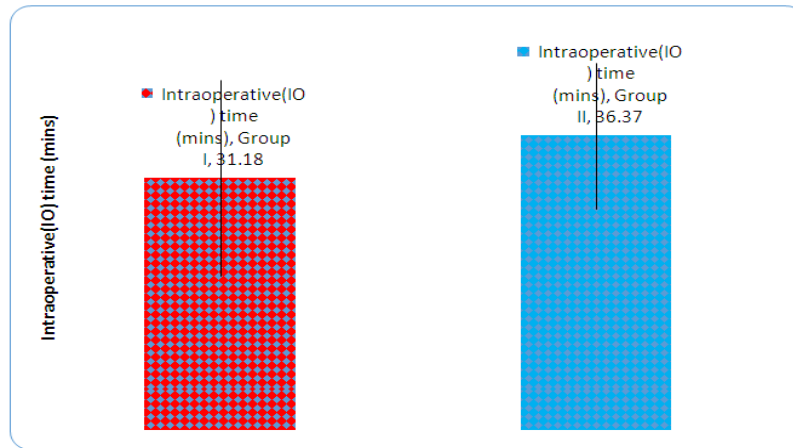 Intraoperative(IO) time (mins)
Intraoperative(IO
) time
(mins), Group
I, 31.18
Intraoperative(IO
) time
(mins), Group
II, 36.37